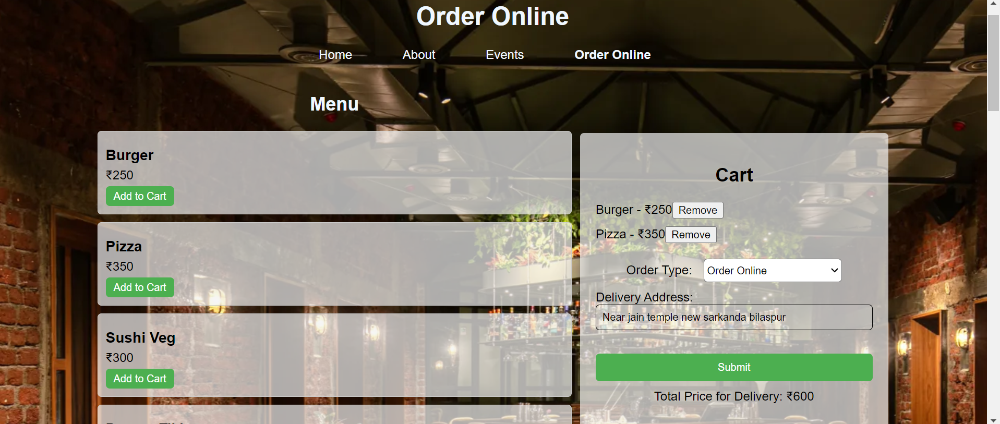 Order Online
Home About Events Order Online
Menu
Burger
₹250
Add to Cart
Pizza
₹350
Add to Cart
Sushi Veg
₹300
Add to Cart
Cart
Burger - ₹250 Remove
Pizza - ₹350 Remove
Order Type: Order Online
Delivery Address:
Near jain temple new sarkanda bilaspur
Submit
Total Price for Delivery: ₹600